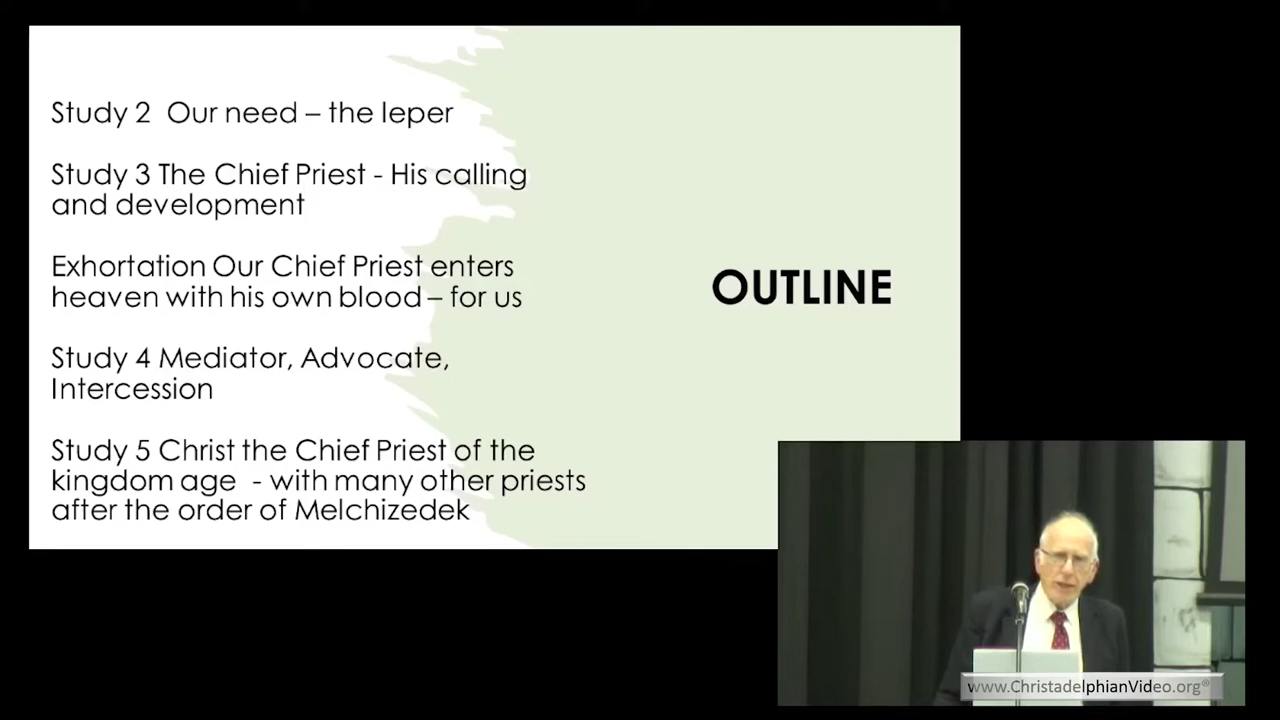 Study 2  Our need – the leper
Study 3 The Chief Priest - His calling
and development
Exhortation Our Chief Priest enters
heaven with his own blood – for us
Study 4 Mediator, Advocate,
Intercession
Study 5 Christ the Chief Priest of the
kingdom age  - with many other priests
after the order of Melchizedek
OUTLINE
www.ChristadelphianVideo.org®